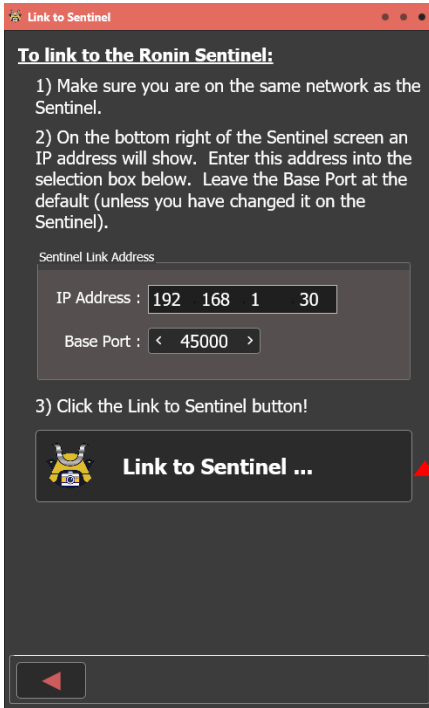 Link to Sentinel
To link to the Ronin Sentinel:
1) Make sure you are on the same network as the
Sentinel.
2) On the bottom right of the Sentinel screen an
IP address will show.  Enter this address into the
selection box below.  Leave the Base Port at the
default (unless you have changed it on the
Sentinel).
Sentinel Link Address
IP Address : 192 . 168 . 1 . 30
Base Port : < 45000 >
3) Click the Link to Sentinel button!
Link to Sentinel ...